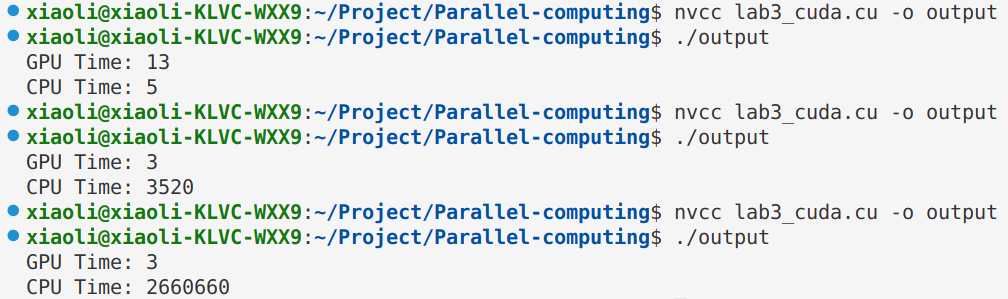 xiaoli@xiaoli-KLVC-WXX9:~/Project/Parallel-computing$ nvcc lab3_cuda.cu -o output
xiaoli@xiaoli-KLVC-WXX9:~/Project/Parallel-computing$ ./output
GPU Time: 13
CPU Time: 5
xiaoli@xiaoli-KLVC-WXX9:~/Project/Parallel-computing$ nvcc lab3_cuda.cu -o output
xiaoli@xiaoli-KLVC-WXX9:~/Project/Parallel-computing$ ./output
GPU Time: 3
CPU Time: 3520
xiaoli@xiaoli-KLVC-WXX9:~/Project/Parallel-computing$ nvcc lab3_cuda.cu -o output
xiaoli@xiaoli-KLVC-WXX9:~/Project/Parallel-computing$ ./output
GPU Time: 3
CPU Time: 2660660